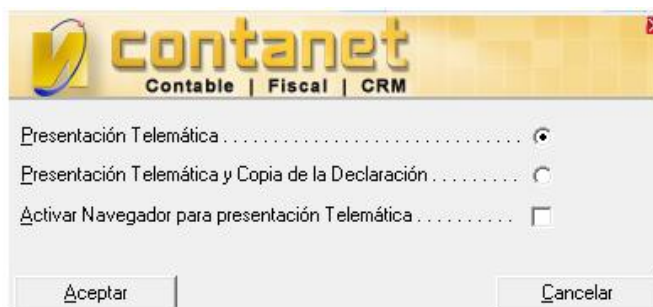 contanet
Contable | Fiscal | CRM
Presentación Telemática . . . . . . . . . . . . . . . . . . . . . . . . . . . . . .
Presentación Telemática y Copia de la Declaración . . . . . . . . .
Activar Navegador para presentación Telemática . . . . . . . . . .
Aceptar Cancelar